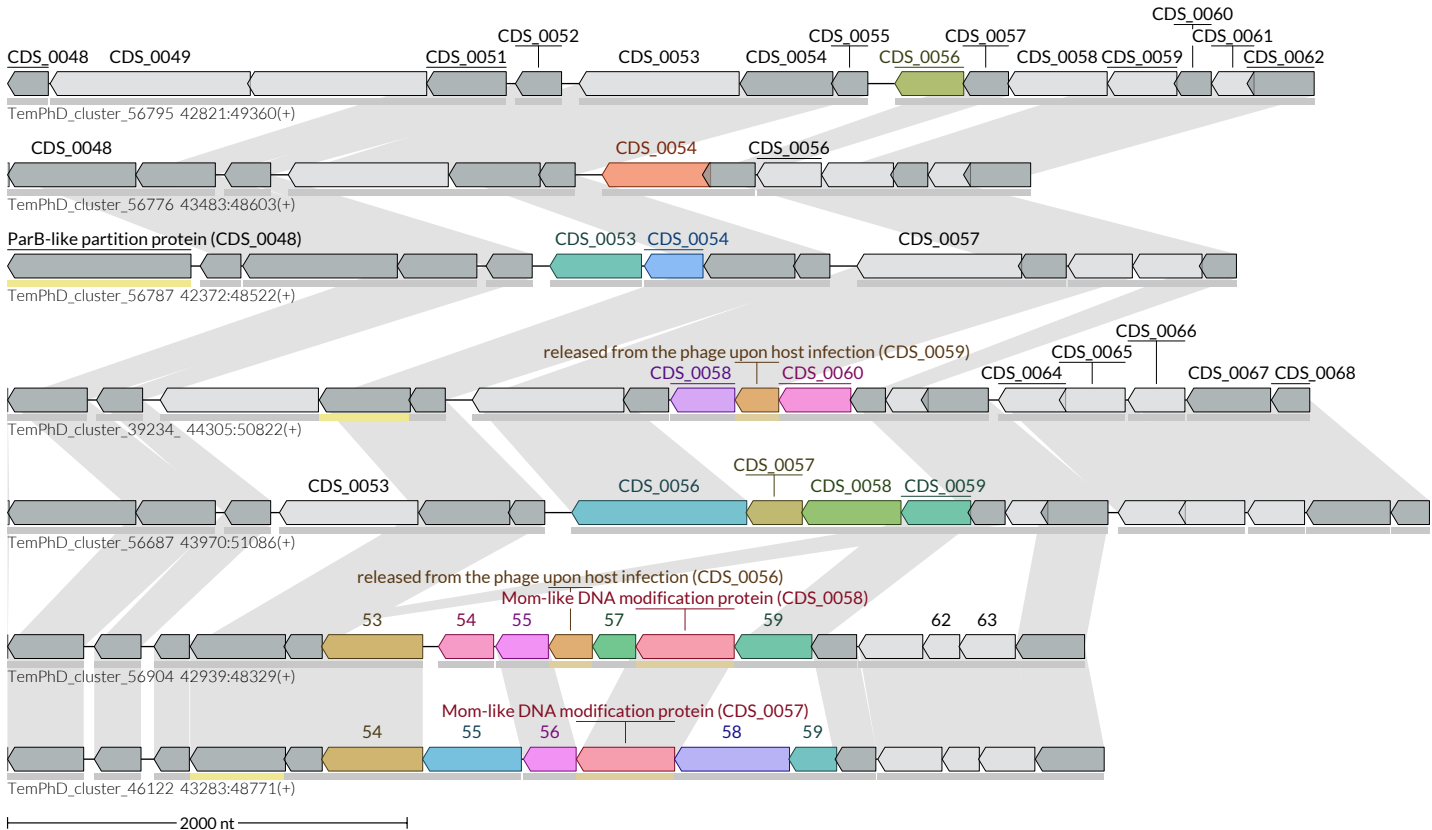 CDS_0060
CDS_0052 CDS_0055 CDS_0057 CDS_0061
CDS_0048 CDS_0049 CDS_0051 CDS_0053 CDS_0054 CDS_0056 CDS_0058 CDS_0059 CDS_0062
TemPhD_cluster_56795 42821:49360(+)
CDS_0048 CDS_0054 CDS_0056
TemPhD_cluster_56776 43483:48603(+)
ParB-like partition protein (CDS_0048) CDS_0053 CDS_0054 CDS_0057
TemPhD_cluster_56787 42372:48522(+)
CDS_0066
released from the phage upon host infection (CDS_0059) CDS_0065
CDS_0058 CDS_0060 CDS_0064 CDS_0067 CDS_0068
TemPhD_cluster_39234_ 44305:50822(+)
CDS_0057
CDS_0053 CDS_0056 CDS_0058 CDS_0059
TemPhD_cluster_56687 43970:51086(+)
released from the phage upon host infection (CDS_0056)
Mom-like DNA modification protein (CDS_0058)
53 54 55 57 59 62 63
TemPhD_cluster_56904 42939:48329(+)
Mom-like DNA modification protein (CDS_0057)
54 55 56 58 59
TemPhD_cluster_46122 43283:48771(+)
2000 nt